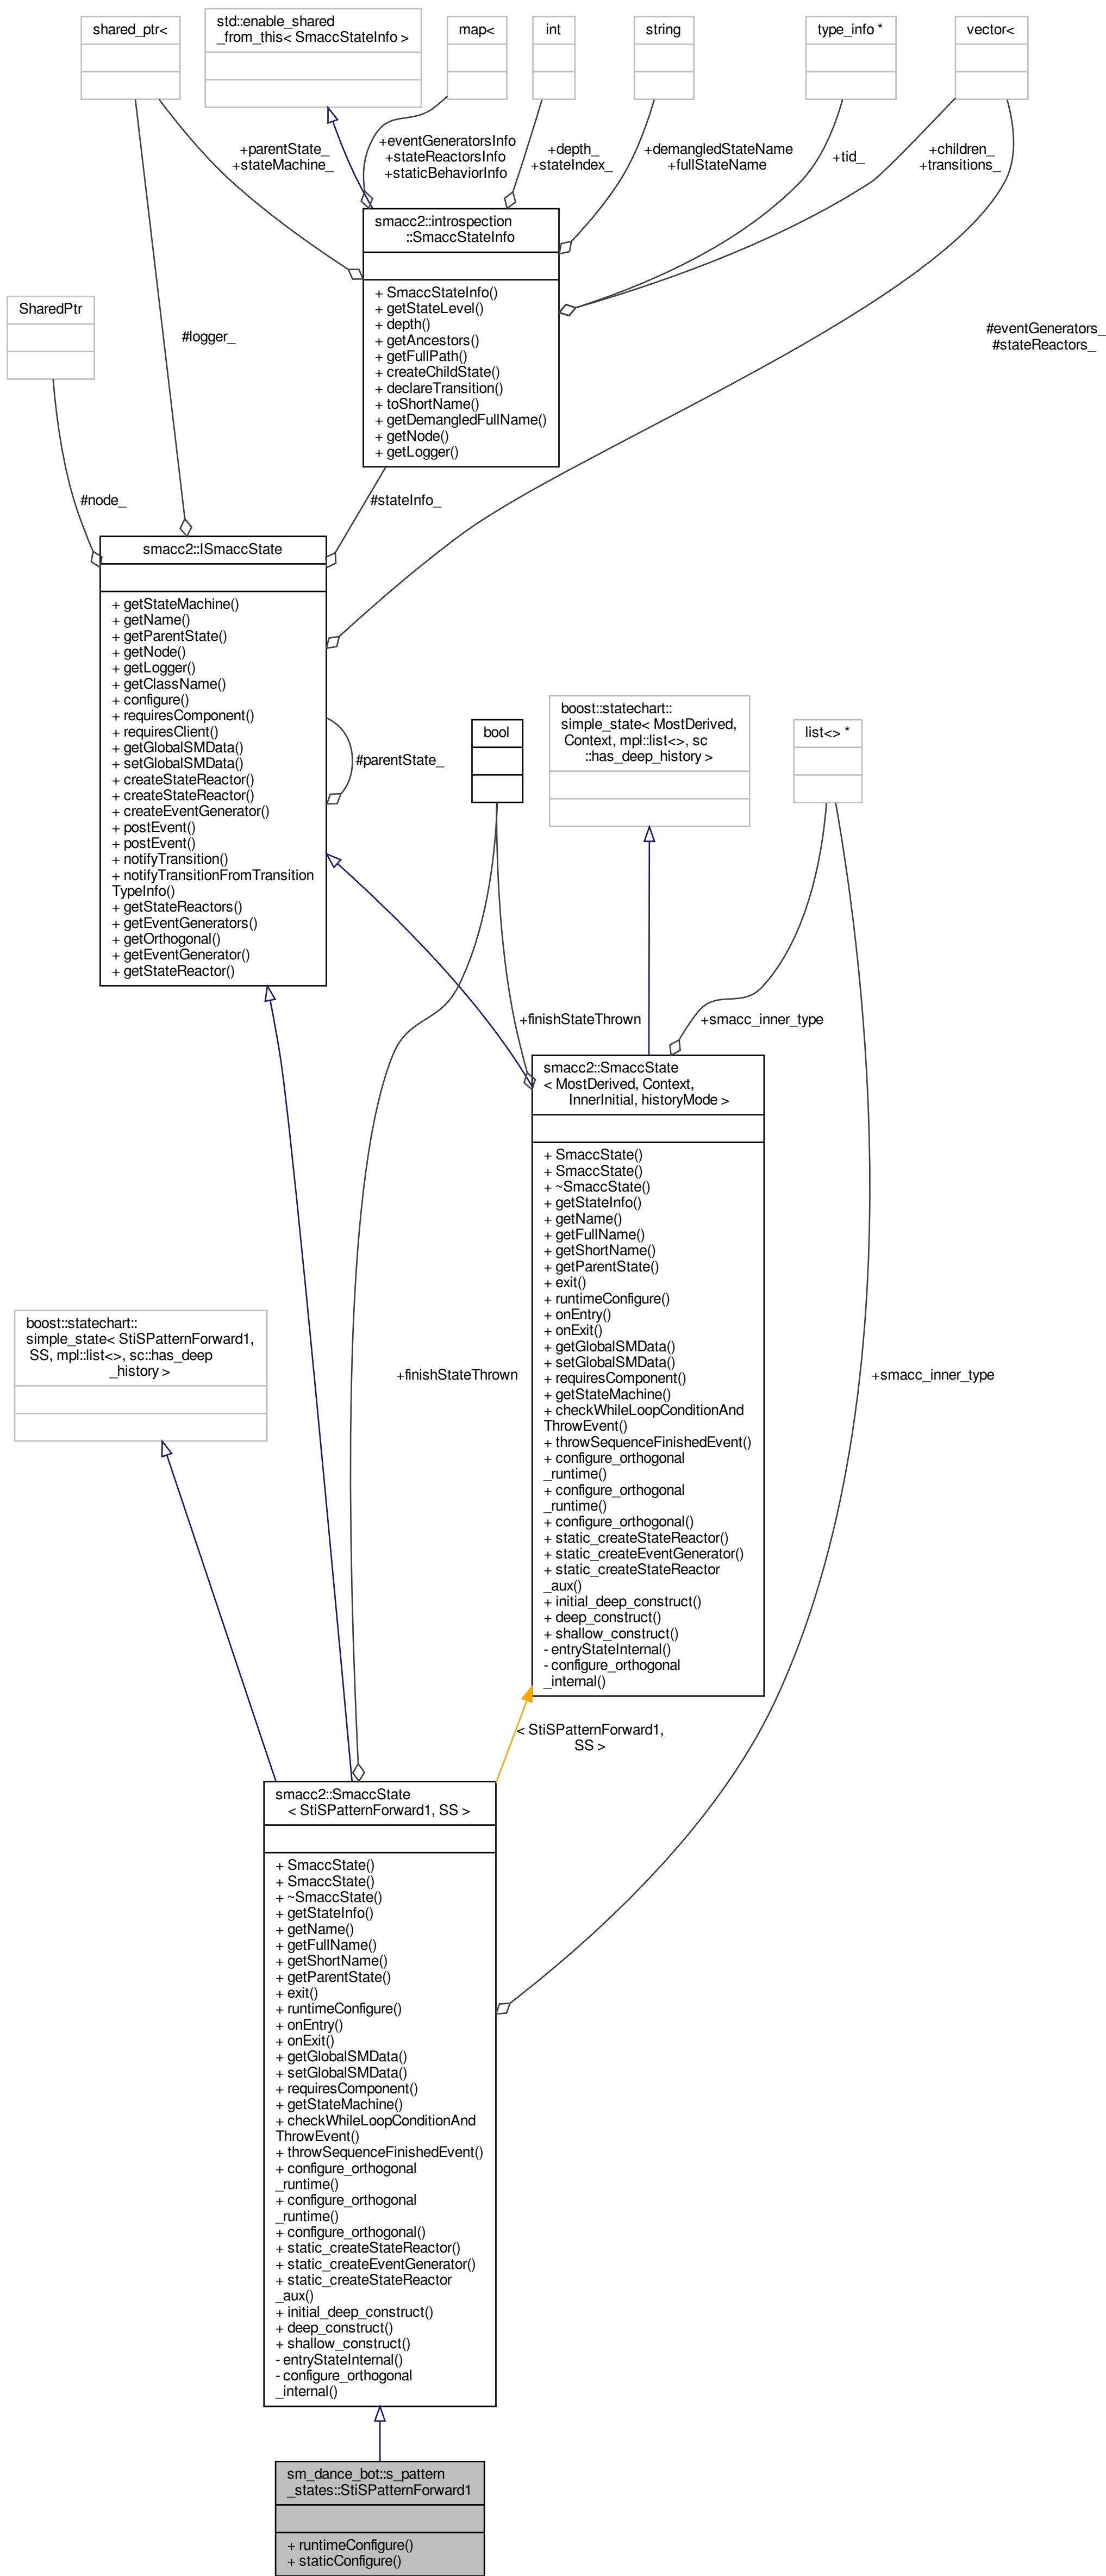 shared_ptr<
std::enable_shared
_from_this< SmaccStateInfo >
map<
int
string
type_info *
vector<
+parentState_
+stateMachine_
+eventGeneratorsInfo
+stateReactorsInfo
+staticBehaviorInfo
+depth_
+stateIndex_
+demangledStateName
+fullStateName
+tid_
+children_
+transitions_
smacc2::introspection
::SmaccStateInfo
+ SmaccStateInfo()
+ getStateLevel()
+ depth()
+ getAncestors()
+ getFullPath()
+ createChildState()
+ declareTransition()
+ toShortName()
+ getDemangledFullName()
+ getNode()
+ getLogger()
SharedPtr
#logger_
#eventGenerators_
#stateReactors_
#node_
#stateInfo_
smacc2::ISmaccState
+ getStateMachine()
+ getName()
+ getParentState()
+ getNode()
+ getLogger()
+ getClassName()
+ configure()
+ requiresComponent()
+ requiresClient()
+ getGlobalSMData()
+ setGlobalSMData()
+ createStateReactor()
+ createStateReactor()
+ createEventGenerator()
+ postEvent()
+ postEvent()
+ notifyTransition()
+ notifyTransitionFromTransition
TypeInfo()
+ getStateReactors()
+ getEventGenerators()
+ getOrthogonal()
+ getEventGenerator()
+ getStateReactor()
#parentState_
bool
boost::statechart::
simple_state< MostDerived,
Context, mpl::list<>, sc
::has_deep_history >
list<> *
+finishStateThrown
+smacc_inner_type
smacc2::SmaccState
< MostDerived, Context,
InnerInitial, historyMode >
+ SmaccState()
+ SmaccState()
+ ~SmaccState()
+ getStateInfo()
+ getName()
+ getFullName()
+ getShortName()
+ getParentState()
+ exit()
+ runtimeConfigure()
+ onEntry()
+ onExit()
+ getGlobalSMData()
+ setGlobalSMData()
+ requiresComponent()
+ getStateMachine()
+ checkWhileLoopConditionAnd
ThrowEvent()
+ throwSequenceFinishedEvent()
+ configure_orthogonal
_runtime()
+ configure_orthogonal
_runtime()
+ configure_orthogonal()
+ static_createStateReactor()
+ static_createEventGenerator()
+ static_createStateReactor
_aux()
+ initial_deep_construct()
+ deep_construct()
+ shallow_construct()
- entryStateInternal()
- configure_orthogonal
_internal()
boost::statechart::
simple_state< StiSPatternForward1,
SS, mpl::list<>, sc::has_deep
_history >
+finishStateThrown
+smacc_inner_type
< StiSPatternForward1,
SS >
smacc2::SmaccState
< StiSPatternForward1, SS >
+ SmaccState()
+ SmaccState()
+ ~SmaccState()
+ getStateInfo()
+ getName()
+ getFullName()
+ getShortName()
+ getParentState()
+ exit()
+ runtimeConfigure()
+ onEntry()
+ onExit()
+ getGlobalSMData()
+ setGlobalSMData()
+ requiresComponent()
+ getStateMachine()
+ checkWhileLoopConditionAnd
ThrowEvent()
+ throwSequenceFinishedEvent()
+ configure_orthogonal
_runtime()
+ configure_orthogonal
_runtime()
+ configure_orthogonal()
+ static_createStateReactor()
+ static_createEventGenerator()
+ static_createStateReactor
_aux()
+ initial_deep_construct()
+ deep_construct()
+ shallow_construct()
- entryStateInternal()
- configure_orthogonal
_internal()
sm_dance_bot::s_pattern
_states::StiSPatternForward1
+ runtimeConfigure()
+ staticConfigure()